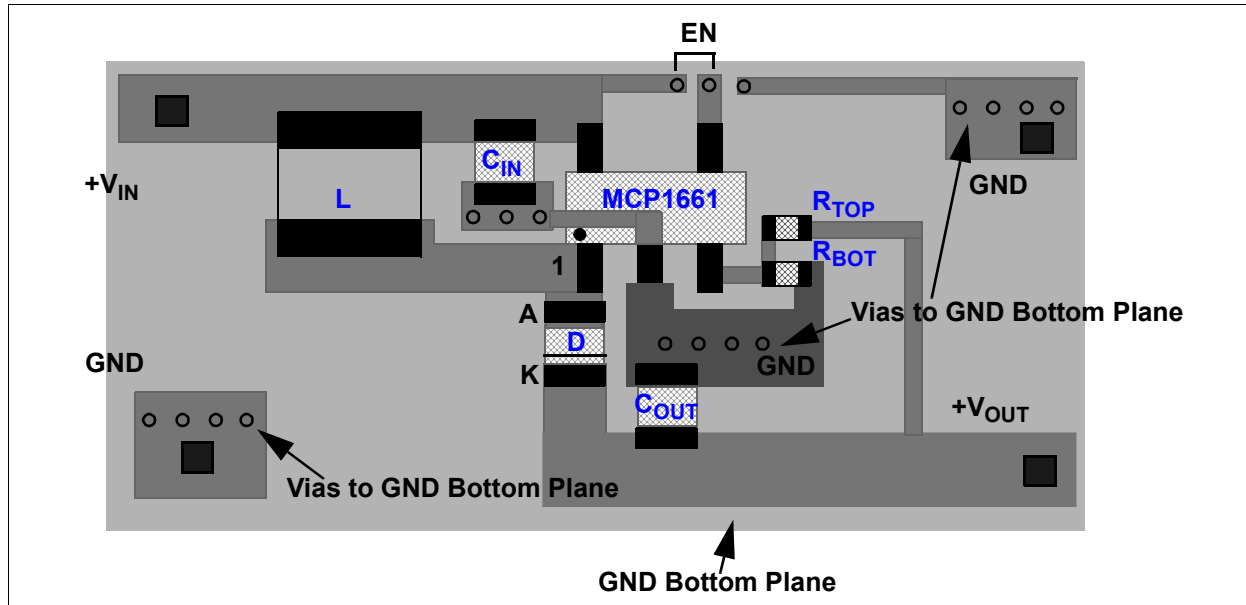 EN
+VIN
L
CIN
MCP1661
GND
RTOP
RBOT
1
A
D
K
Vias to GND Bottom Plane
GND
GND
COUT
+VOUT
Vias to GND Bottom Plane
GND Bottom Plane